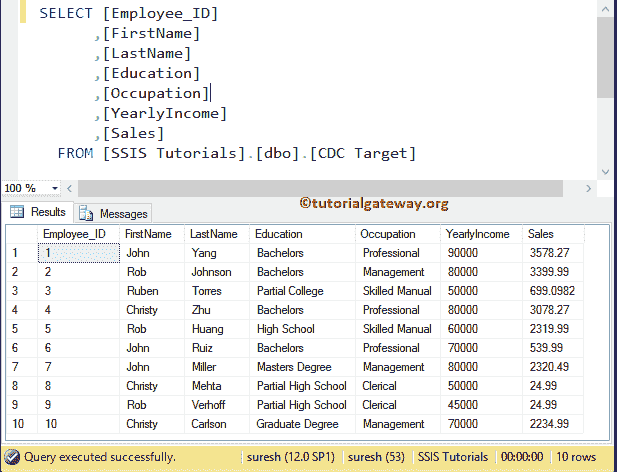 SELECT [Employee_ID]
,[FirstName]
,[LastName]
,[Education]
,[Occupation]
,[YearlyIncome]
,[Sales]
FROM [SSIS Tutorials].[dbo].[CDC Target]
100 %
©tutorialgateway.org
Results Messages
Employee_ID FirstName LastName Education Occupation YearlyIncome Sales
1 1 John Yang Bachelors Professional 90000 3578.27
2 2 Rob Johnson Bachelors Management 80000 3399.99
3 3 Ruben Torres Partial College Skilled Manual 50000 699.0982
4 4 Christy Zhu Bachelors Professional 80000 3078.27
5 5 Rob Huang High School Skilled Manual 60000 2319.99
6 6 John Ruiz Bachelors Professional 70000 539.99
7 7 John Miller Masters Degree Management 80000 2320.49
8 8 Christy Mehta Partial High School Clerical 50000 24.99
9 9 Rob Verhoff Partial High School Clerical 45000 24.99
10 10 Christy Carlson Graduate Degree Management 70000 2234.99
Query executed successfully. suresh (12.0 SP1) suresh (53) SSIS Tutorials 00:00:00 10 rows